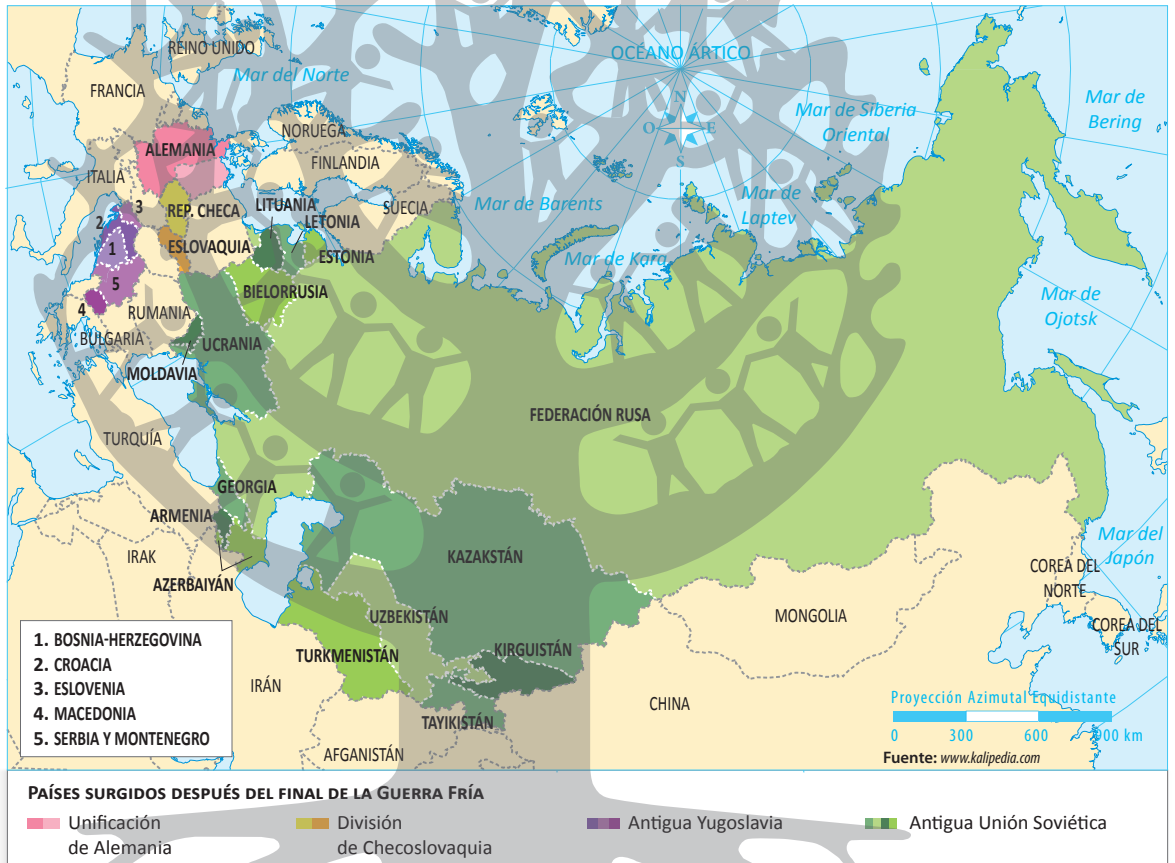 OCÉANO ÁRTICO
REINO UNIDO
Mar del Norte
FRANCIA
Mar de Siberia
Oriental
Mar de
Bering
N
O
E
S
NORUEGA
ALEMANIA
FINLANDIA
ITALIA
Mar de
Laptev
LITUANIA
Mar de Barents
SUECIA
2
3
REP. CHECA
LETONIA
1
ESLOVAQUIA
ESTONIA
Mar de Kara
5
BIELORRUSIA
Mar de
Ojotsk
4
RUMANIA
BULGARIA
UCRANIA
MOLDAVIA
FEDERACIÓN RUSA
TURQUÍA
GEORGIA
ARMENIA
IRAK
KAZAKSTÁN
Mar del
Japón
AZERBAIYÁN
COREA DEL
NORTE
UZBEKISTÁN
MONGOLIA
COREA DEL
SUR
KIRGUISTÁN
TURKMENISTÁN
IRÁN
CHINA
TAYIKISTÁN
AFGANISTÁN
1. BOSNIA-HERZEGOVINA
2. CROACIA
3. ESLOVENIA
4. MACEDONIA
5. SERBIA Y MONTENEGRO
Proyección Azimutal Equidistante
0 300 600 900 km
Fuente: www.kalipedia.com
PAÍSES SURGIDOS DESPUÉS DEL FINAL DE LA GUERRA FRÍA
Unificación
de Alemania
División
de Checoslovaquia
Antigua Yugoslavia
Antigua Unión Soviética